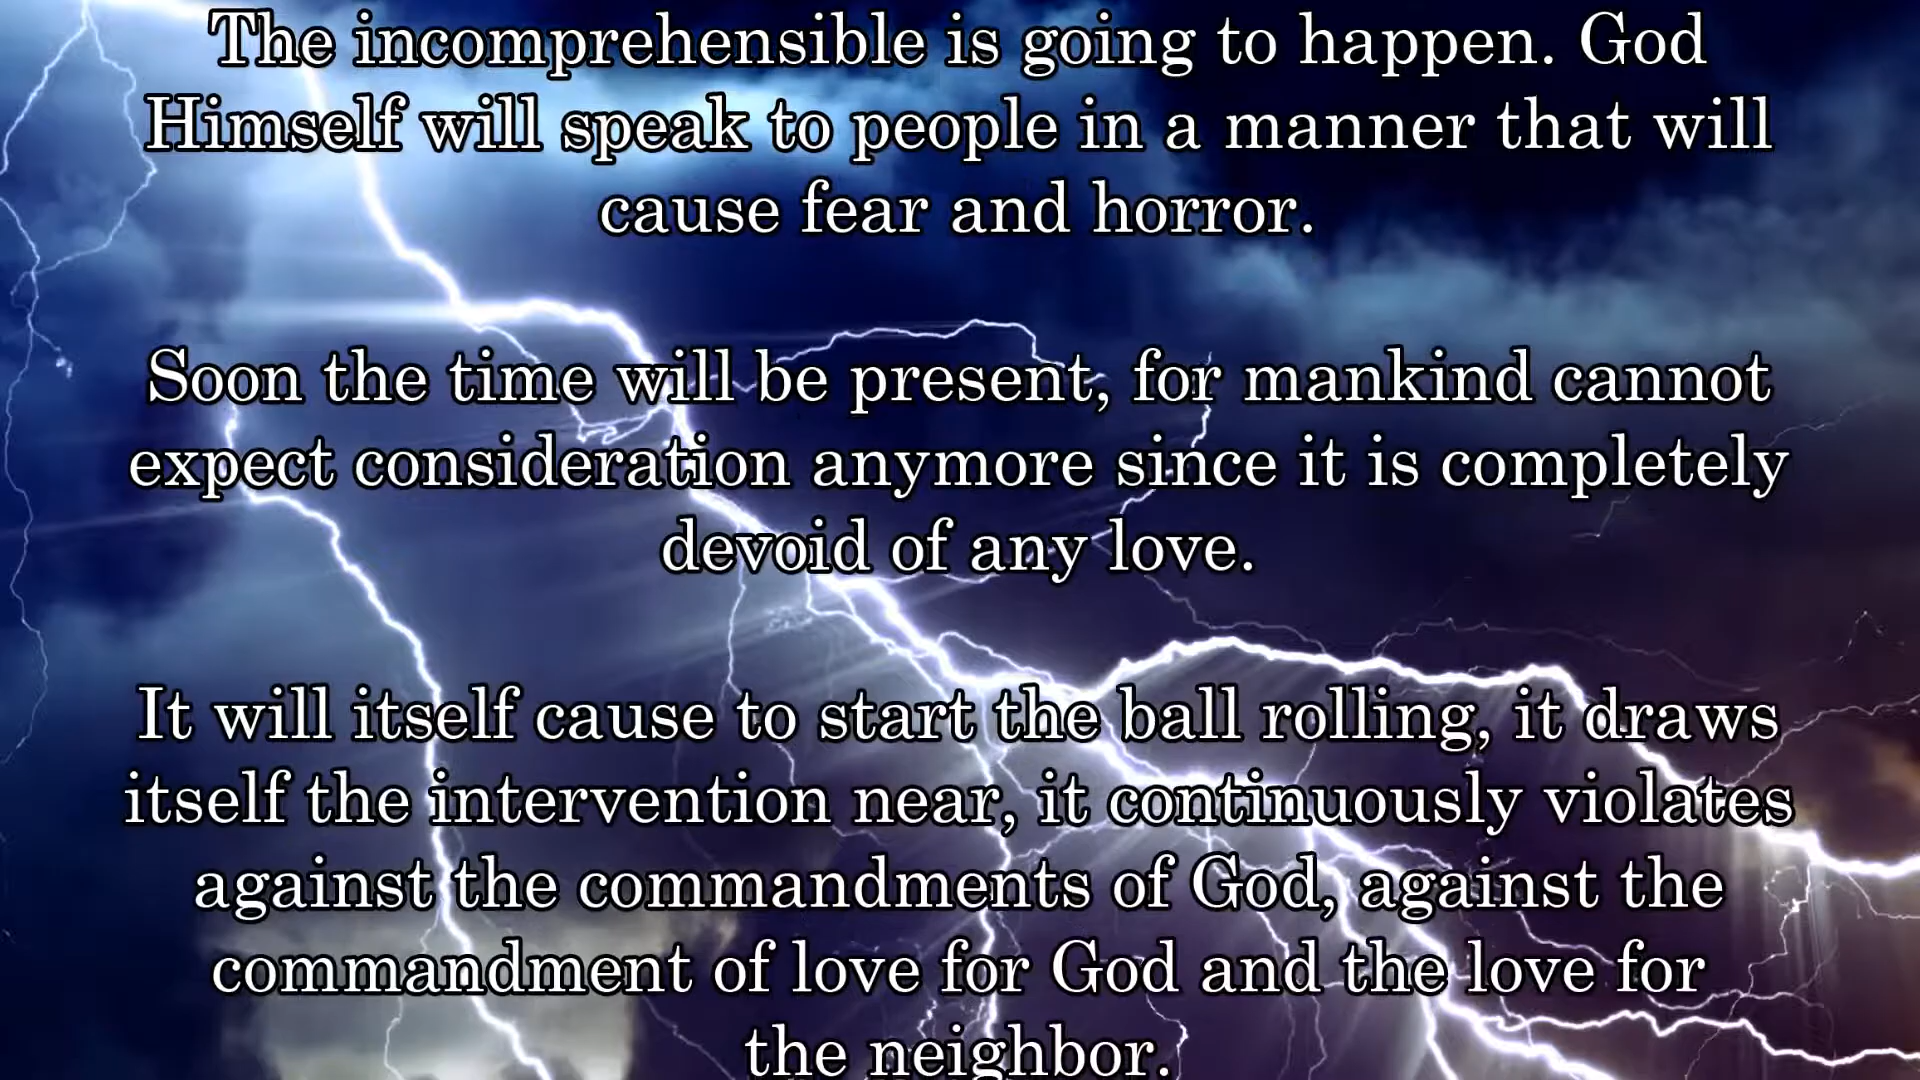 The incomprehensible is going to happen. God
Himself will speak to people in a manner that will
cause fear and horror.
Soon the time will be present, for mankind cannot
expect consideration anymore since it is completely
devoid of any love.
It will itself cause to start the ball rolling, it draws
itself the intervention near, it continuously violates
against the commandments of God, against the
commandment of love for God and the love for
the neighbor.